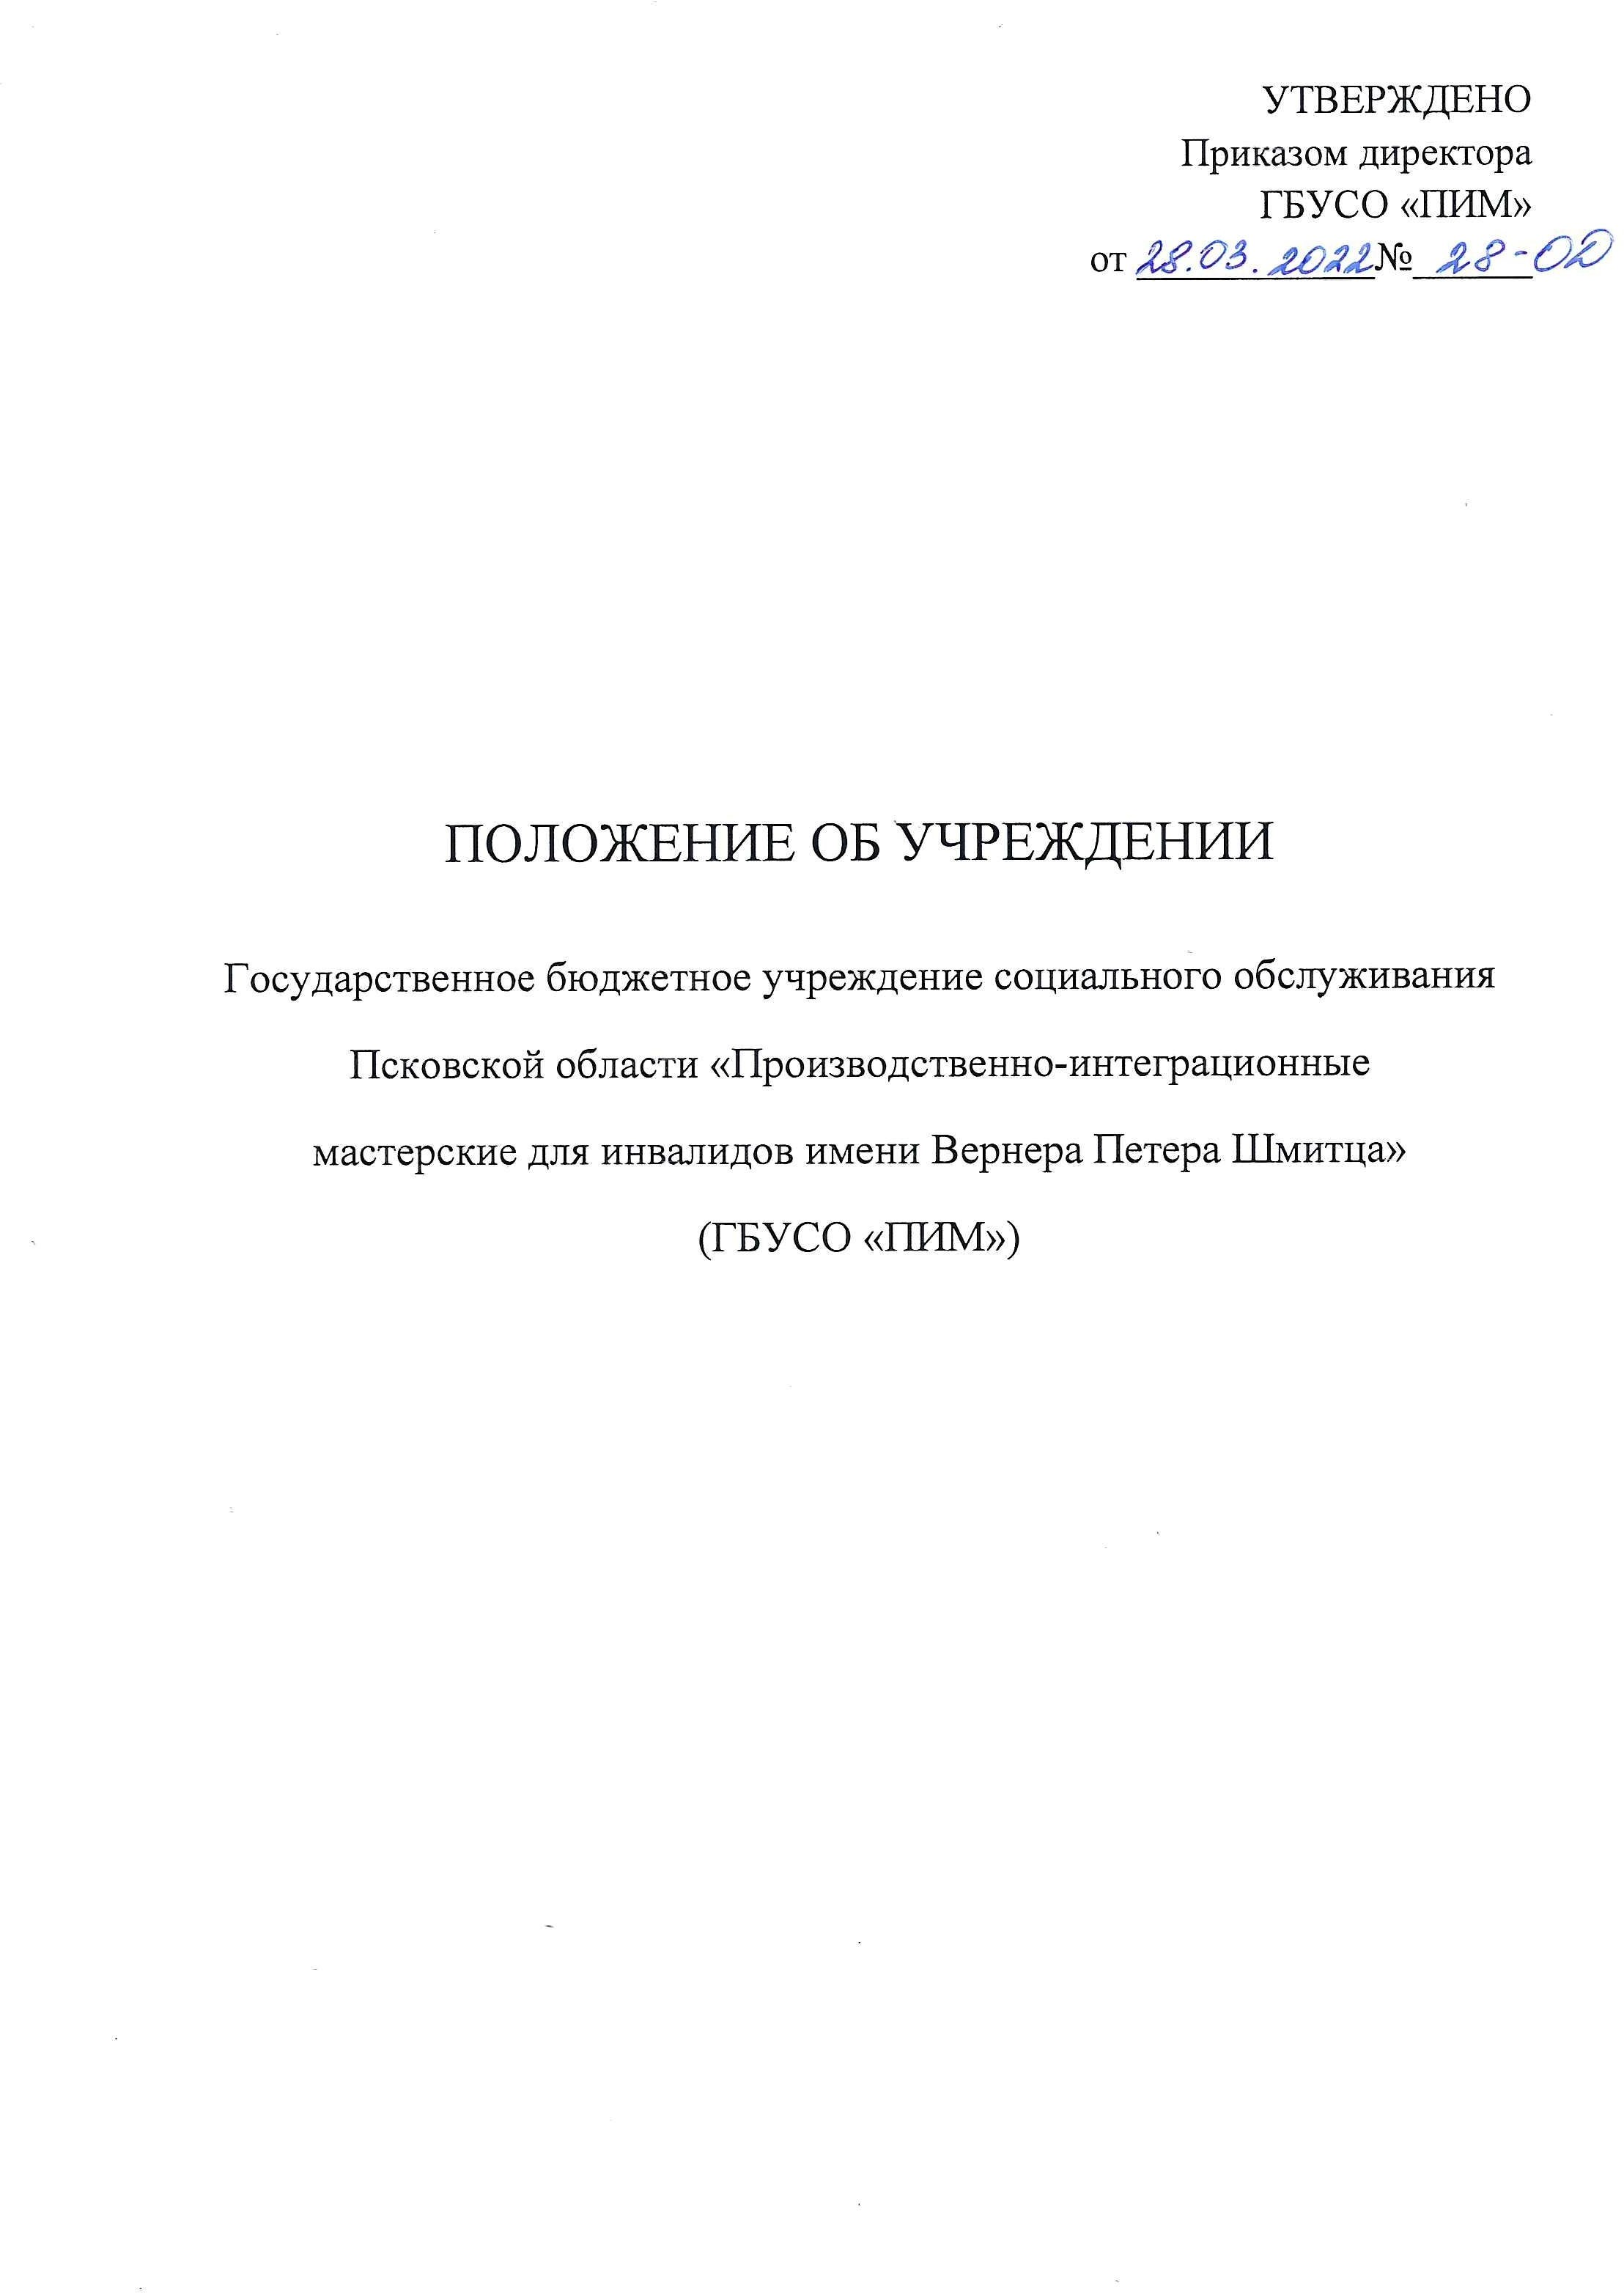 УТВЕРЖДЕНО
Приказом директора
ГБУСО «ПИМ»
от 28.03.2022№ 28-ОД
ПОЛОЖЕНИЕ ОБ УЧРЕЖДЕНИИ
Государственное бюджетное учреждение социального обслуживания
Псковской области «Производственно-интеграционные
мастерские для инвалидов имени Вернера Петера Шмитца»
(ГБУСО «ПИМ»)